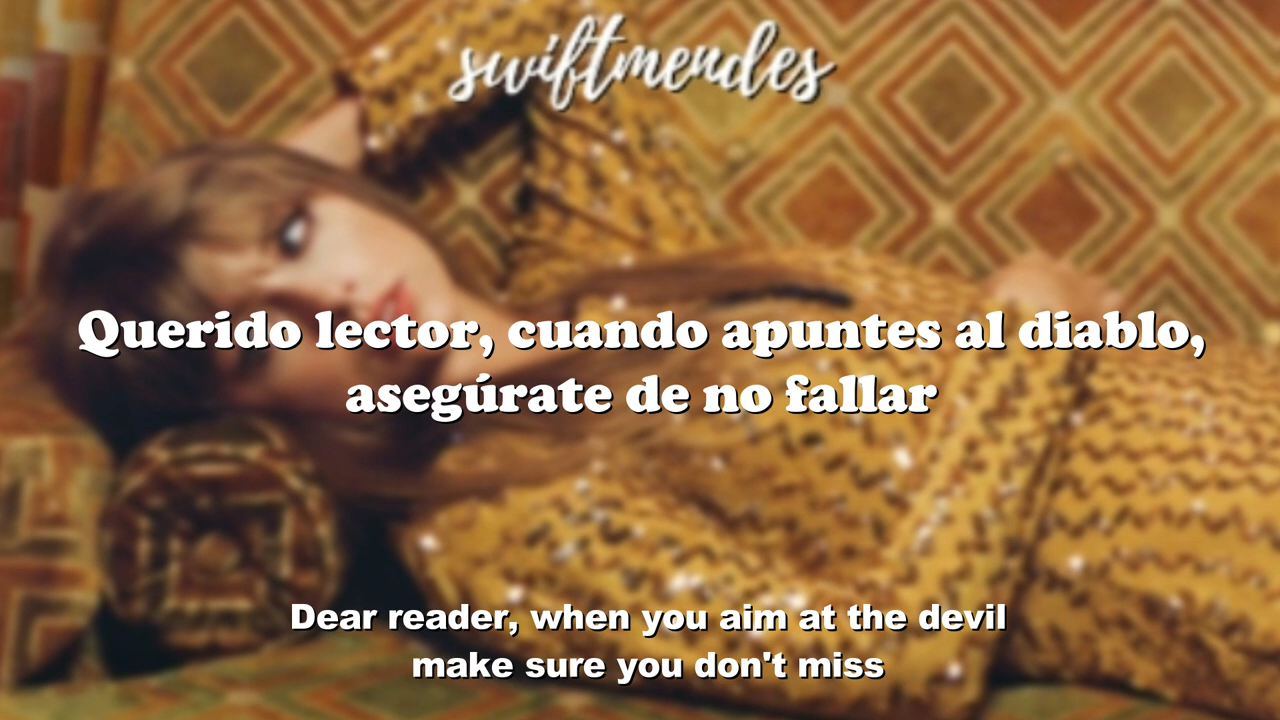 swiftmendes
Querido lector, cuando apuntes al diablo,
asegúrate de no fallar
Dear reader, when you aim at the devil
make sure you don't miss